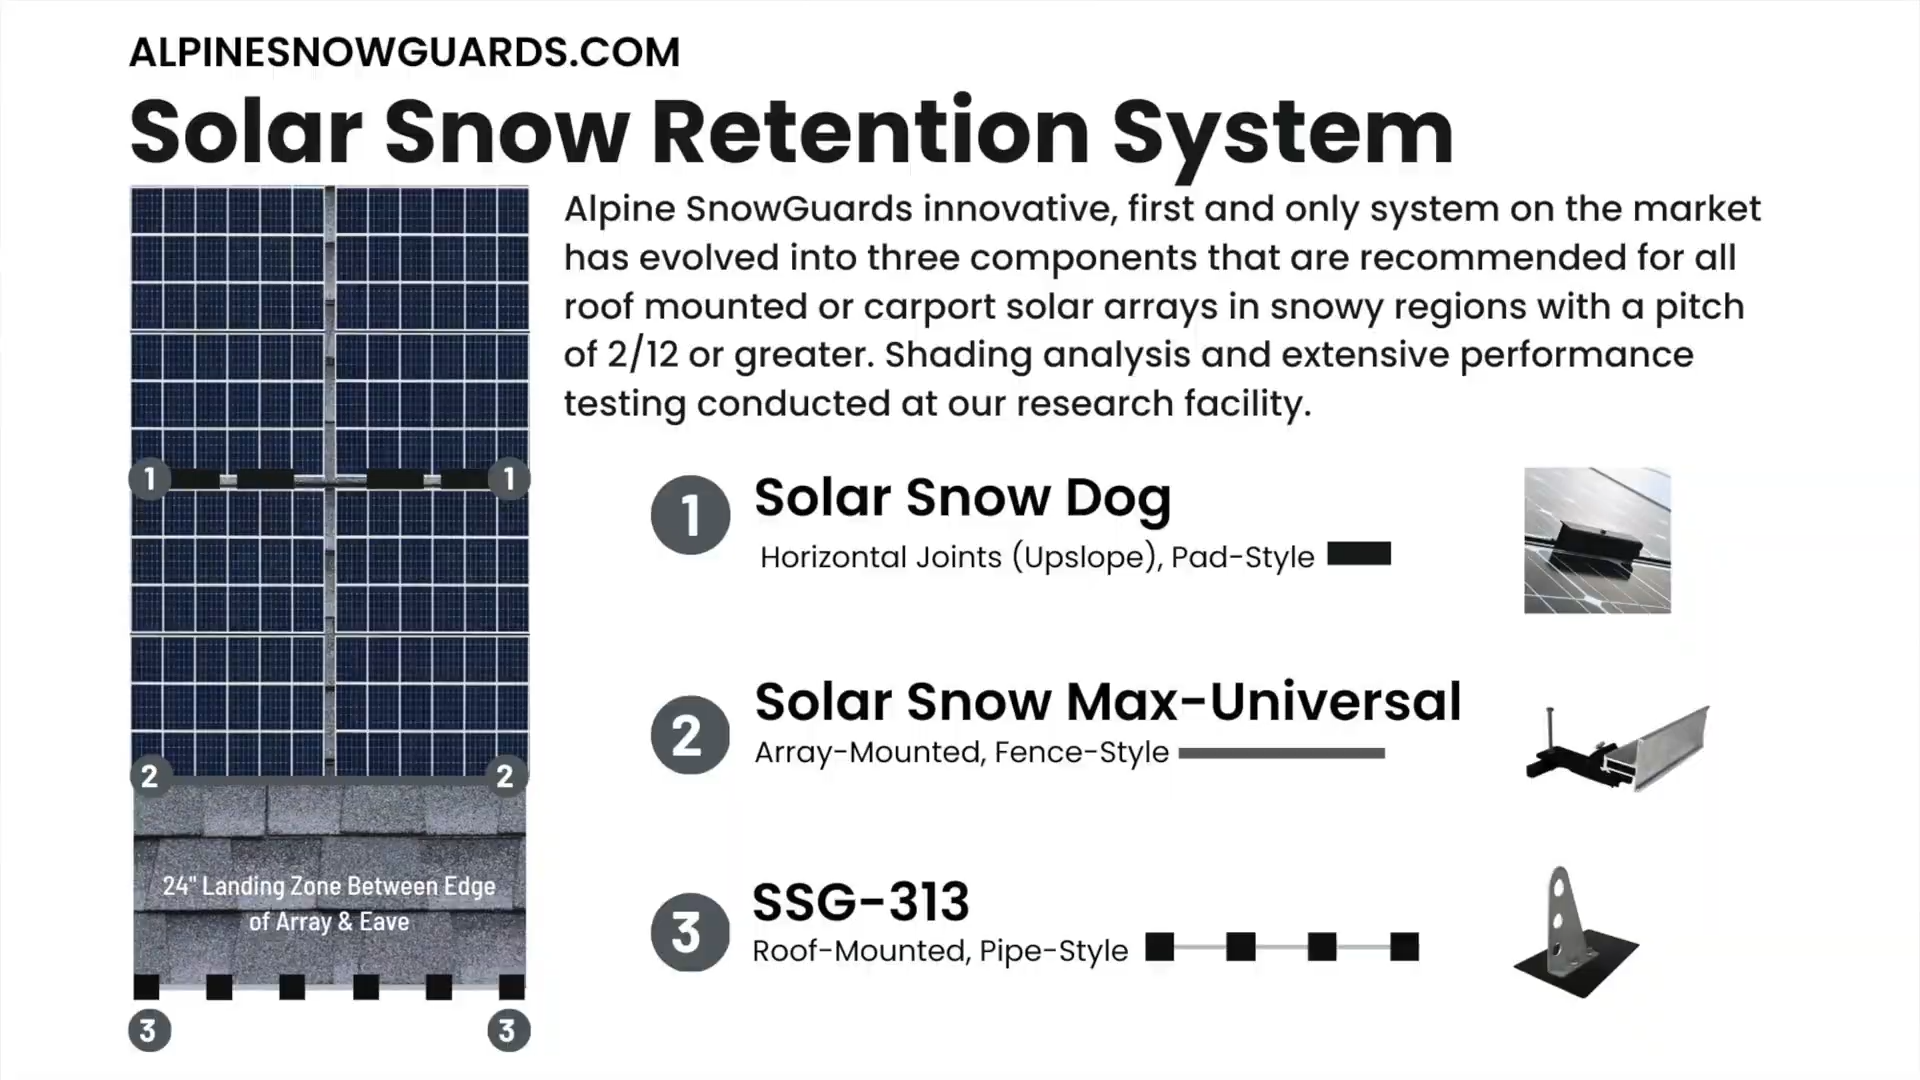 ALPINESNOWGUARDS.COM
Solar Snow Retention System
Alpine SnowGuards innovative, first and only system on the market
has evolved into three components that are recommended for all
roof mounted or carport solar arrays in snowy regions with a pitch
of 2/12 or greater. Shading analysis and extensive performance
testing conducted at our research facility.
1 1
2 2
24" Landing Zone Between Edge
of Array & Eave
3 3
1 Solar Snow Dog
Horizontal Joints (Upslope), Pad-Style
2 Solar Snow Max-Universal
Array-Mounted, Fence-Style
3 SSG-313
Roof-Mounted, Pipe-Style